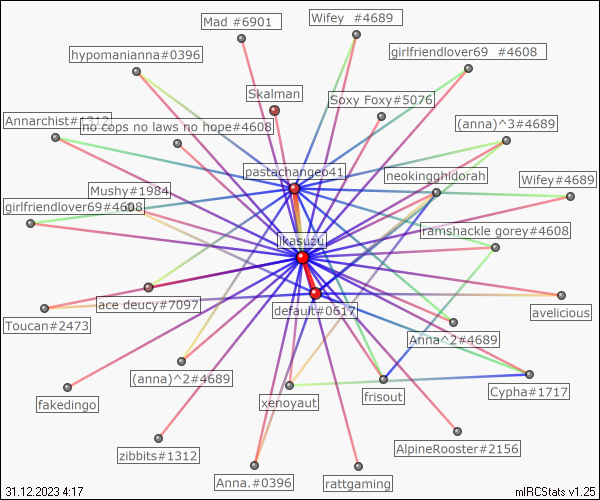 Mad #6901
Wifey #4689
hypomanianna#0396
girlfriendlover69 #4608
Skalman
Soxy Foxy#5076
Annarchist#1312
no cops no laws no hope#4608
(anna)^3#4689
pastachange041
neokingghidorah
Wifey#4689
Mushy#1984
girlfriendlover69#4608
ramshackle gorey#4608
ikasuzu
ace deucy#7097
default#0617
avelicious
Toucan#2473
Anna^2#4689
(anna)^2#4689
fakedingo
xenoyaut
frisout
Cypha#1717
zibbits#1312
AlpineRooster#2156
Anna.#0396
rattgaming
31.12.2023 4:17
mIRCStats v1.25